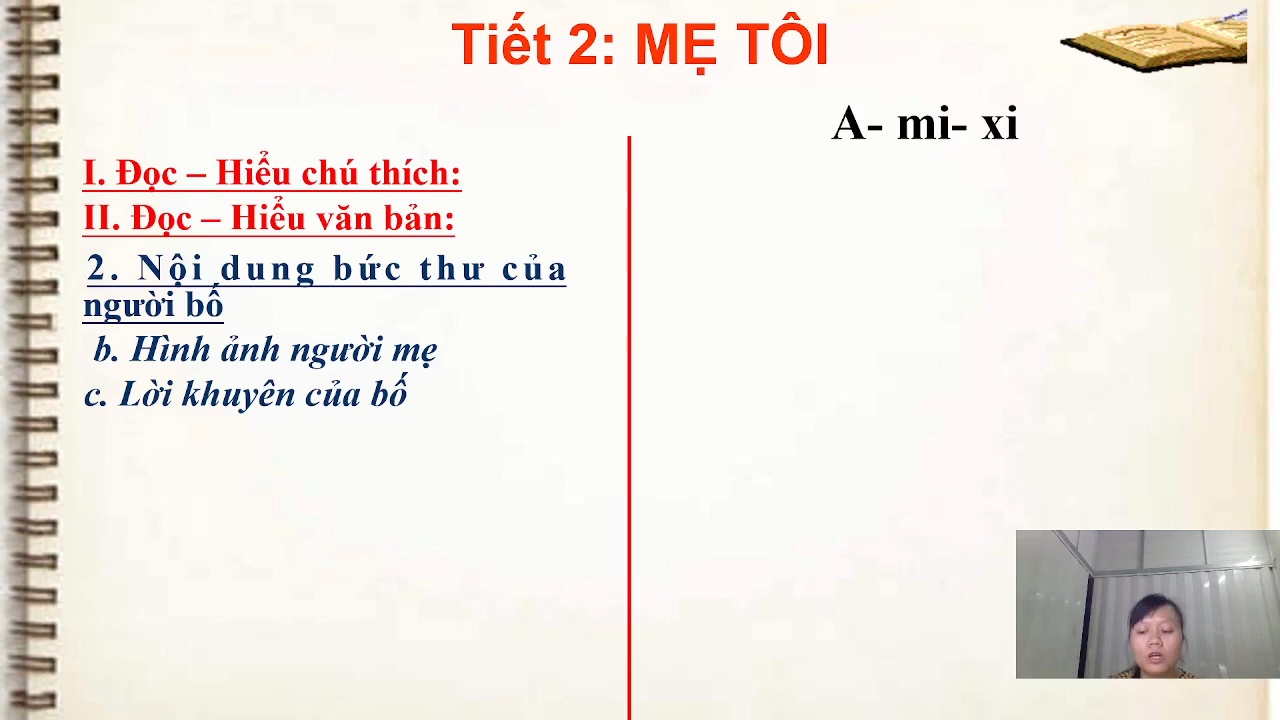 Tiết 2: MẸ TÔI
A- mi- xi
I. Đọc – Hiểu chú thích:
II. Đọc – Hiểu văn bản:
2. Nội dung bức thư của
người bố
b. Hình ảnh người mẹ
c. Lời khuyên của bố